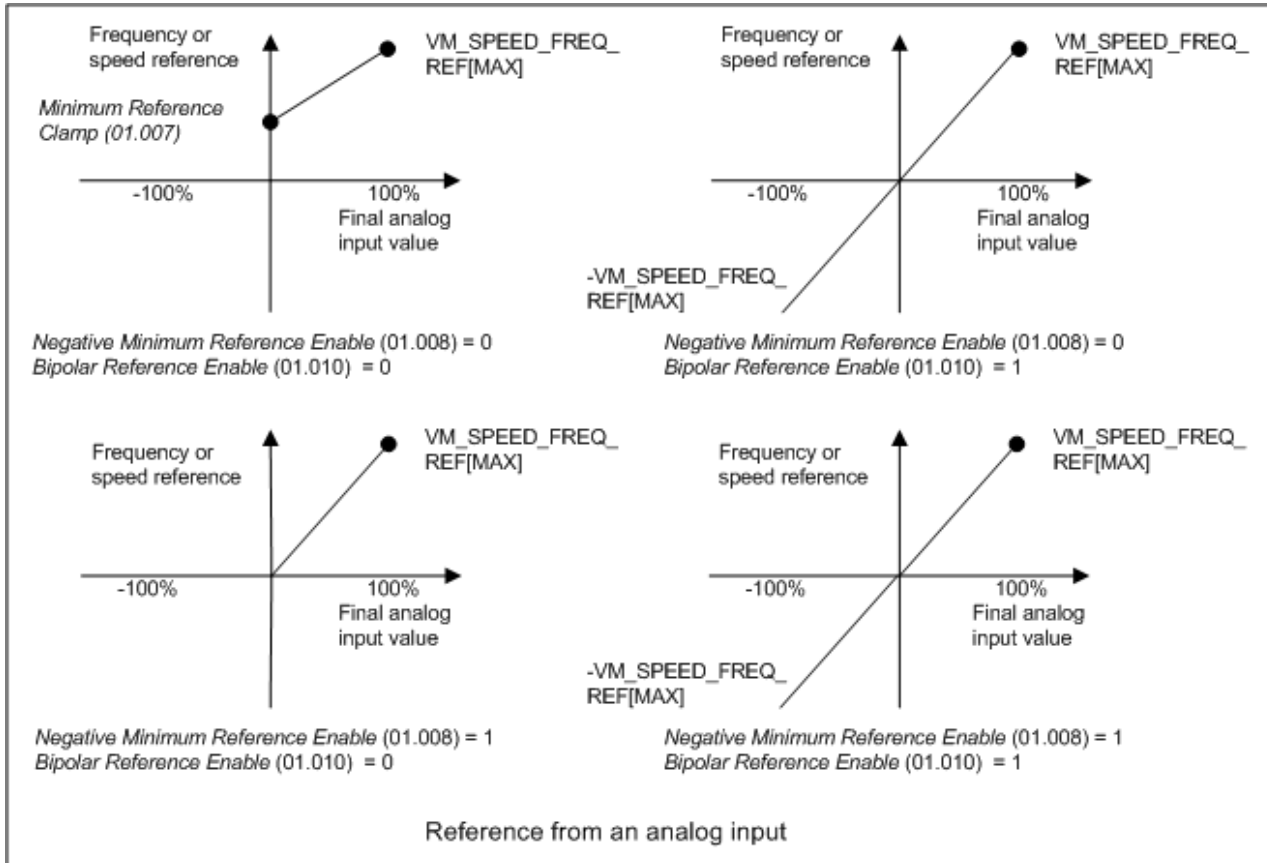 Frequency or
speed reference
VM_SPEED_FREQ_
REF[MAX]
Minimum Reference
Clamp (01.007)
-100%
100%
Final analog
input value
Negative Minimum Reference Enable (01.008) = 0
Bipolar Reference Enable (01.010) = 0
Frequency or
speed reference
VM_SPEED_FREQ_
REF[MAX]
-100%
100%
Final analog
input value
-VM_SPEED_FREQ_
REF[MAX]
Negative Minimum Reference Enable (01.008) = 0
Bipolar Reference Enable (01.010) = 1
Frequency or
speed reference
VM_SPEED_FREQ_
REF[MAX]
-100%
100%
Final analog
input value
Negative Minimum Reference Enable (01.008) = 1
Bipolar Reference Enable (01.010) = 0
Frequency or
speed reference
VM_SPEED_FREQ_
REF[MAX]
-100%
100%
Final analog
input value
-VM_SPEED_FREQ_
REF[MAX]
Negative Minimum Reference Enable (01.008) = 1
Bipolar Reference Enable (01.010) = 1
Reference from an analog input